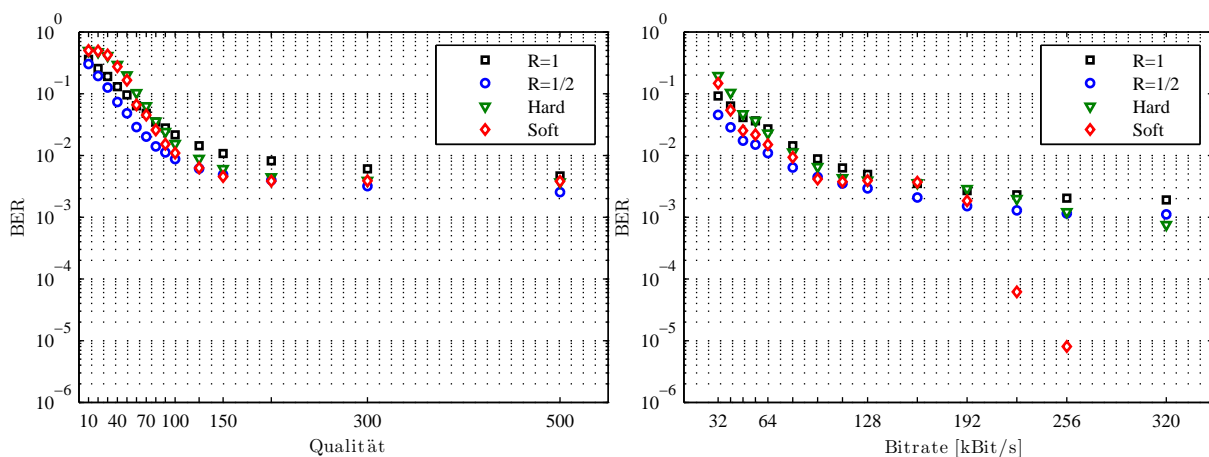 10^0
10^−1
10^−2
10^−3
10^−4
10^−5
10^−6
BER
10 40 70 100 150 300 500
Qualität
R=1
R=1/2
Hard
Soft
10^0
10^−1
10^−2
10^−3
10^−4
10^−5
10^−6
BER
32 64 128 192 256 320
Bitrate [kBit/s]
R=1
R=1/2
Hard
Soft